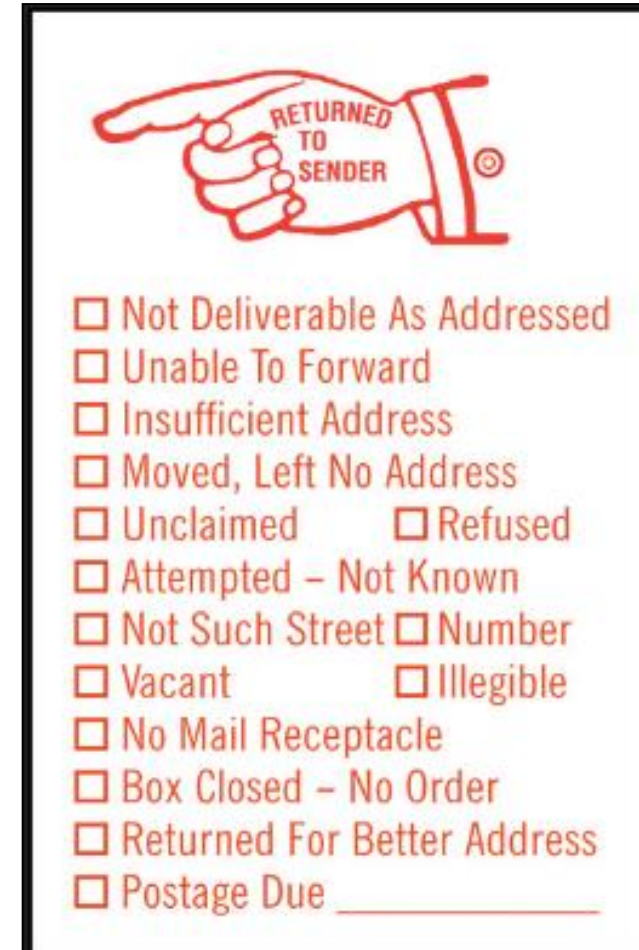 RETURNED
TO
SENDER
Not Deliverable As Addressed
Unable To Forward
Insufficient Address
Moved, Left No Address
Unclaimed Refused
Attempted – Not Known
Not Such Street Number
Vacant Illegible
No Mail Receptacle
Box Closed – No Order
Returned For Better Address
Postage Due